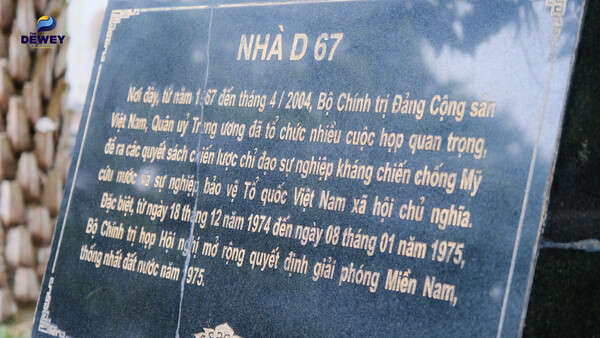 THE
DEWEY
NHÀ D 67
Nơi đây, từ năm 1967 đến tháng 4 / 2004, Bộ Chính trị Đảng Cộng sản
Việt Nam, Quân uỷ Trung ương đã tổ chức nhiều cuộc họp quan trọng,
đề ra các quyết sách chiến lược chỉ đạo sự nghiệp kháng chiến chống Mỹ
cứu nước và sự nghiệp bảo vệ Tổ quốc Việt Nam xã hội chủ nghĩa.
Đặc biệt, từ ngày 18 tháng 12 năm 1974 đến ngày 08 tháng 01 năm 1975,
Bộ Chính trị họp Hội nghị mở rộng quyết định giải phóng Miền Nam,
thống nhất đất nước năm 1975.